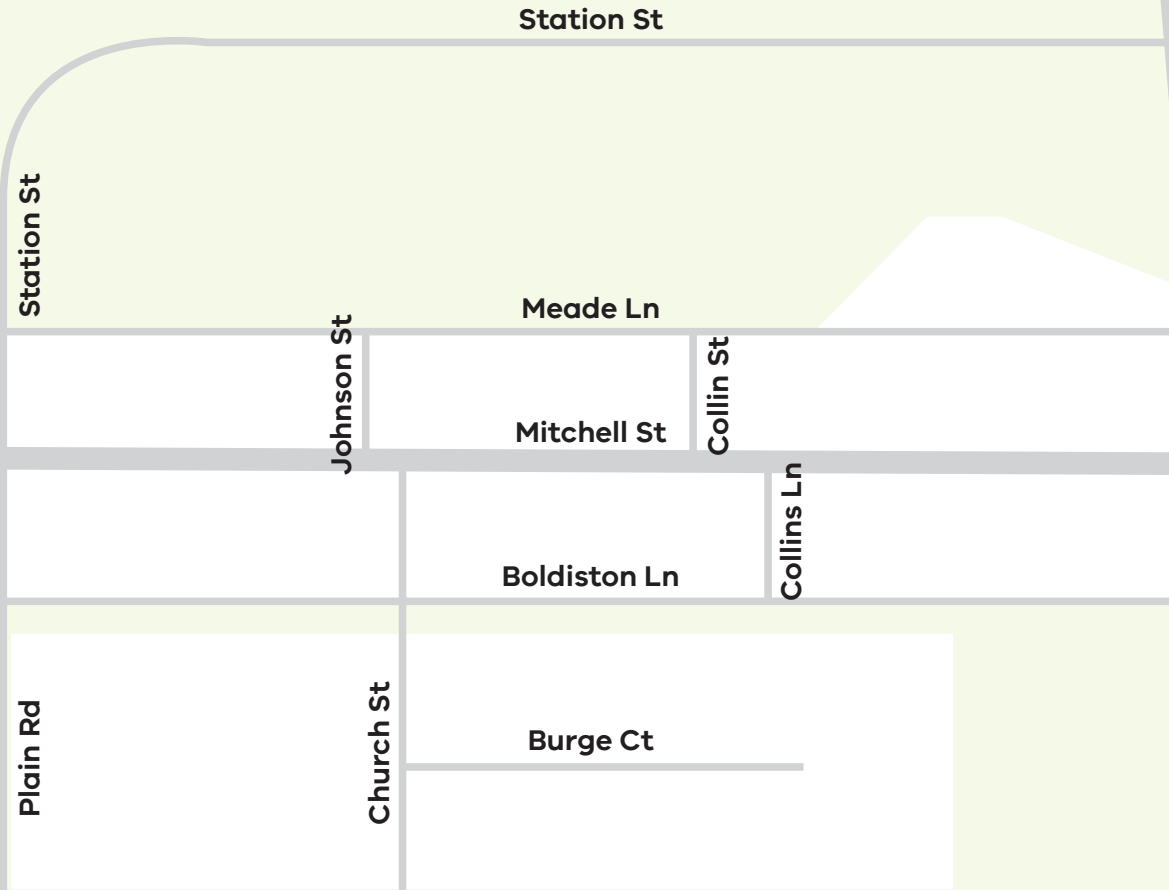 Station St
Station St
Meade Ln
Johnson St
Collin St
Mitchell St
Collins Ln
Boldiston Ln
Plain Rd
Church St
Burge Ct